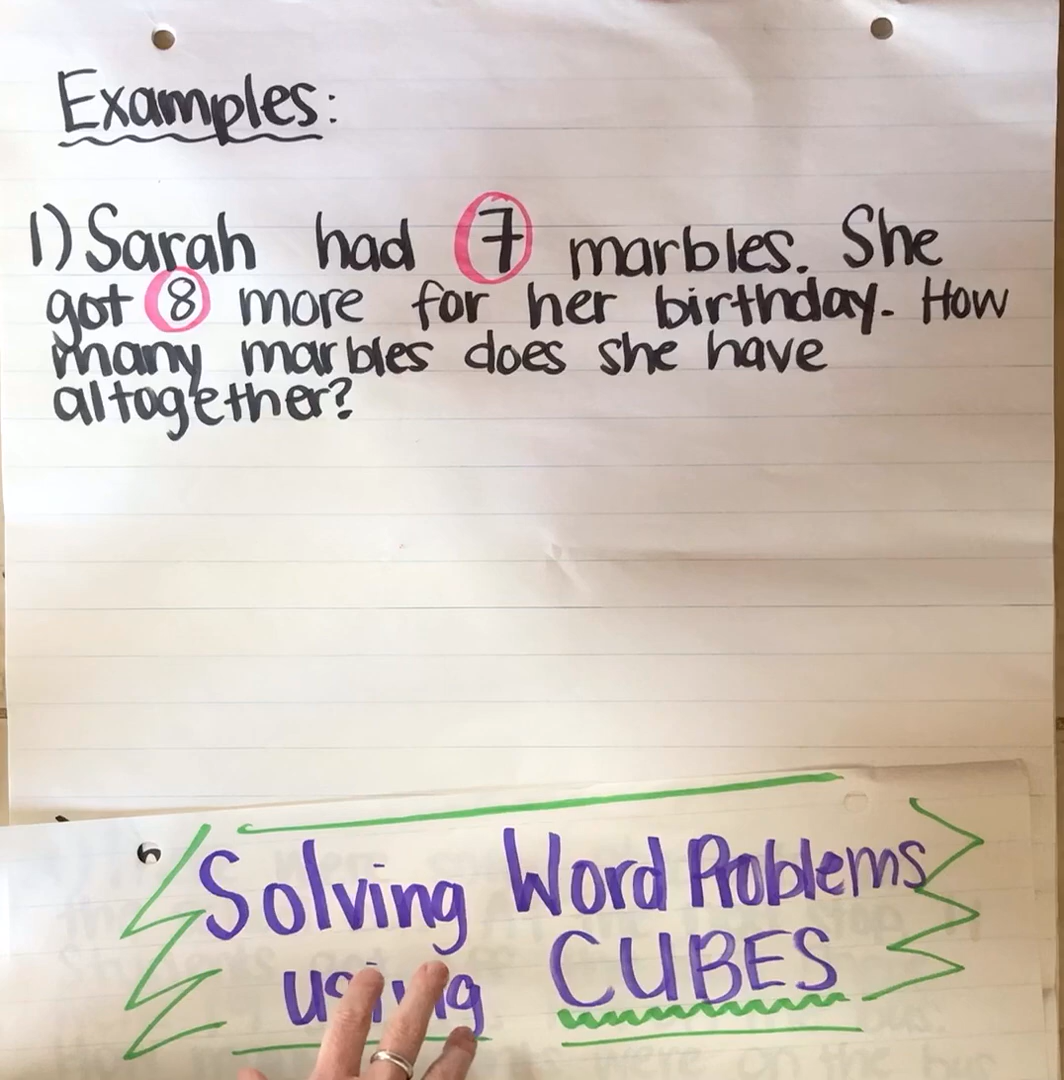 Examples:
1) Sarah had 7 marbles. She
got 8 more for her birthday. How
many marbles does she have
altogether?
Solving Word Problems
using CUBES